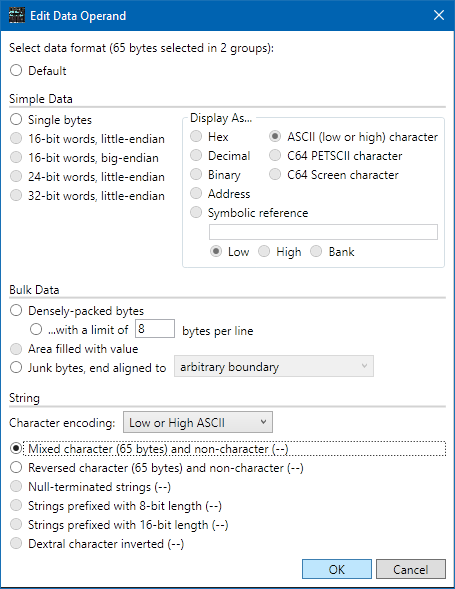 Edit Data Operand
Select data format (65 bytes selected in 2 groups):
Default
Simple Data
Single bytes
16-bit words, little-endian
16-bit words, big-endian
24-bit words, little-endian
32-bit words, little-endian
Display As...
Hex
ASCII (low or high) character
Decimal
C64 PETSCII character
Binary
C64 Screen character
Address
Symbolic reference
Low High Bank
Bulk Data
Densely-packed bytes
...with a limit of 8 bytes per line
Area filled with value
Junk bytes, end aligned to arbitrary boundary
String
Character encoding: Low or High ASCII
Mixed character (65 bytes) and non-character (--)
Reversed character (65 bytes) and non-character (--)
Null-terminated strings (--)
Strings prefixed with 8-bit length (--)
Strings prefixed with 16-bit length (--)
Dextral character inverted (--)
OK Cancel